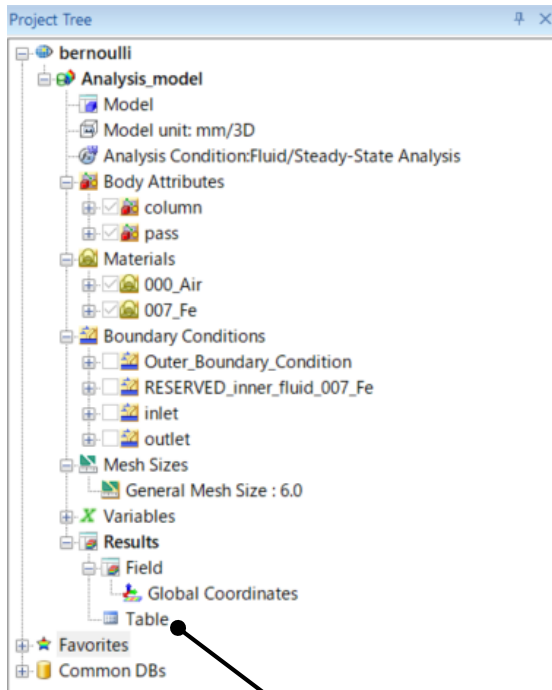 Project Tree
bernoulli
Analysis_model
Model
Model unit: mm/3D
Analysis Condition:Fluid/Steady-State Analysis
Body Attributes
column
pass
Materials
000_Air
007_Fe
Boundary Conditions
Outer_Boundary_Condition
RESERVED_inner_fluid_007_Fe
inlet
outlet
Mesh Sizes
General Mesh Size : 6.0
X Variables
Results
Field
Global Coordinates
Table
Favorites
Common DBs